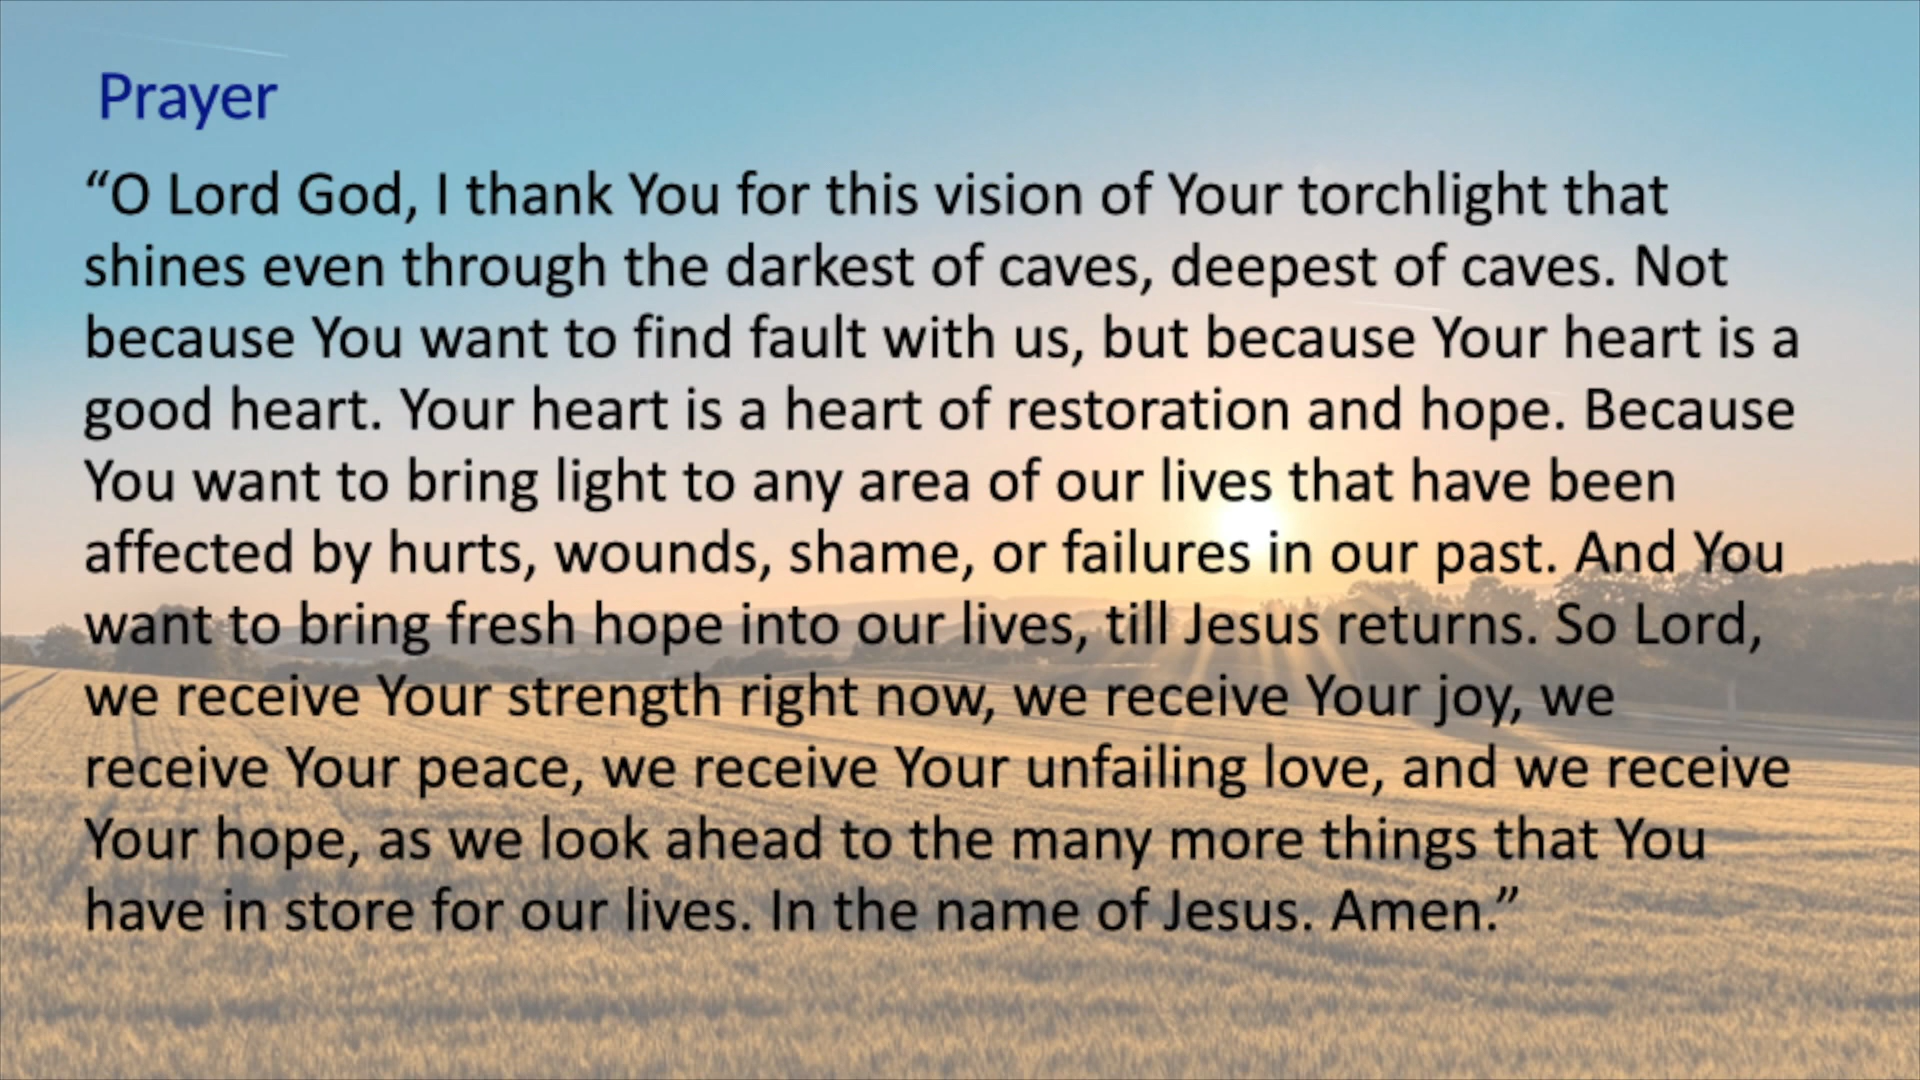 Prayer
“O Lord God, I thank You for this vision of Your torchlight that
shines even through the darkest of caves, deepest of caves. Not
because You want to find fault with us, but because Your heart is a
good heart. Your heart is a heart of restoration and hope. Because
You want to bring light to any area of our lives that have been
affected by hurts, wounds, shame, or failures in our past. And You
want to bring fresh hope into our lives, till Jesus returns. So Lord,
we receive Your strength right now, we receive Your joy, we
receive Your peace, we receive Your unfailing love, and we receive
Your hope, as we look ahead to the many more things that You
have in store for our lives. In the name of Jesus. Amen.”